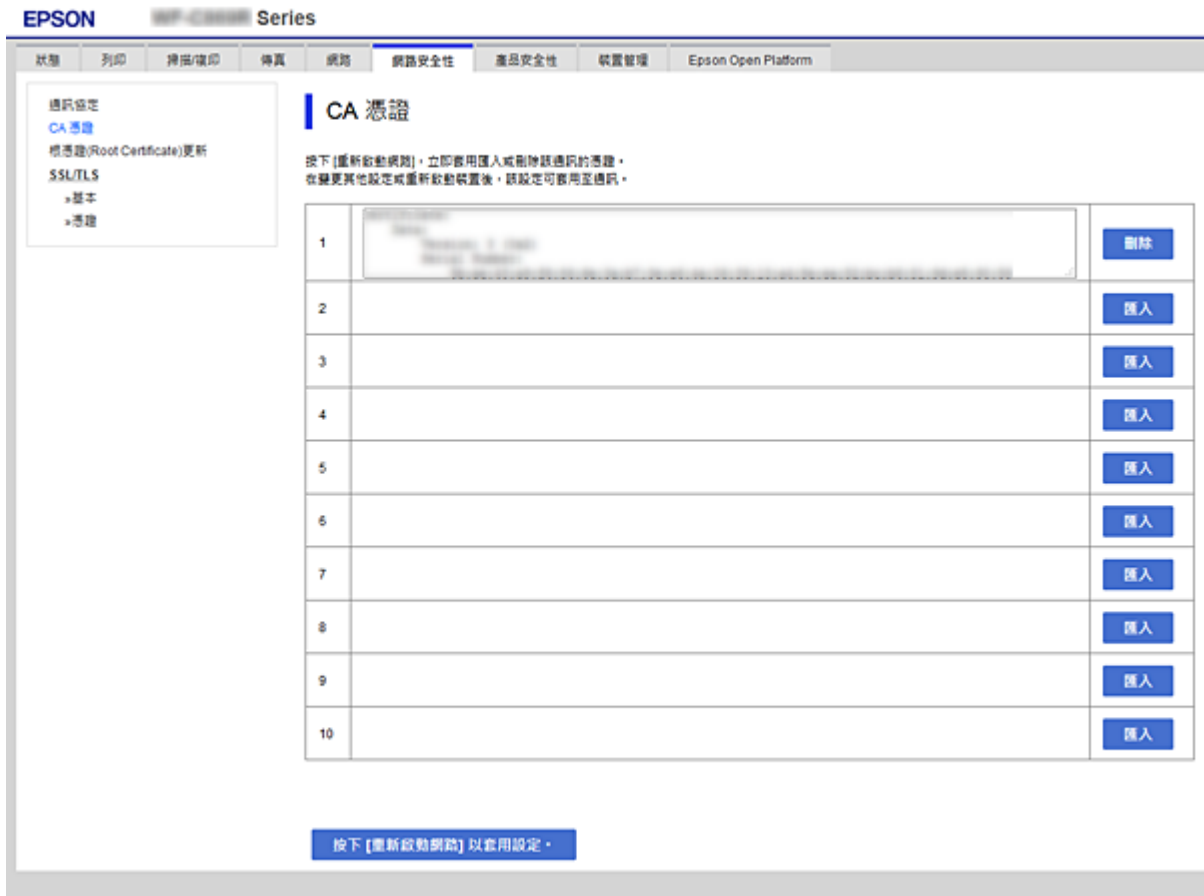 EPSON
Series
狀態 列印 掃描/複印 傳真 網路 網路安全性 產品安全性 裝置管理 Epson Open Platform
通訊協定
CA 憑證
根憑證(Root Certificate)更新
SSL/TLS
»基本
»憑證
CA 憑證
按下 [重新啟動網路]，立即套用匯入或刪除該通訊的憑證。
在變更其他設定或重新啟動裝置後，該設定可套用至通訊。
1 刪除
2 匯入
3 匯入
4 匯入
5 匯入
6 匯入
7 匯入
8 匯入
9 匯入
10 匯入
按下 [重新啟動網路] 以套用設定。